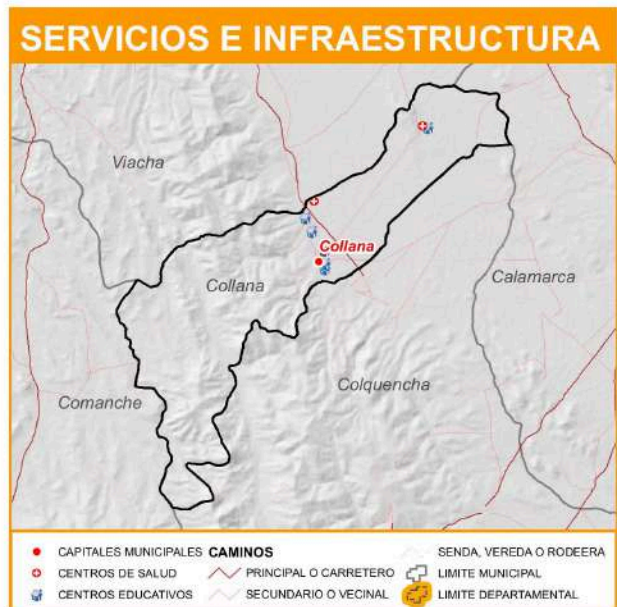 SERVICIOS E INFRAESTRUCTURA
Viacha
Collana
Collana
Calamarca
Comanche
Colquencha
CAPITALES MUNICIPALES
CAMINOS
SENDA, VEREDA O RODEERA
CENTROS DE SALUD
PRINCIPAL O CARRETERO
LIMITE MUNICIPAL
CENTROS EDUCATIVOS
SECUNDARIO O VECINAL
LIMITE DEPARTAMENTAL